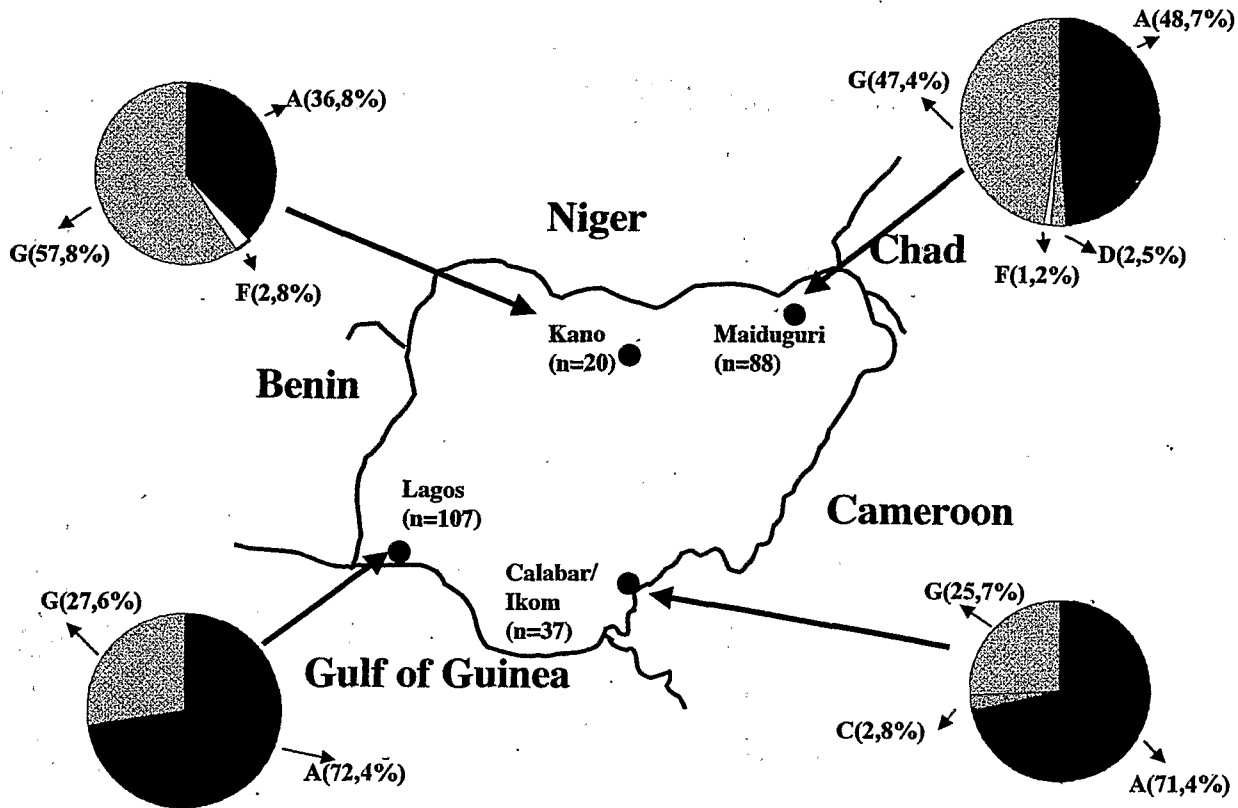 A(48,7%)
G(47,4%)
A(36,8%)
Niger
Chad
G(57,8%)
F(2,8%)
F(1,2%)
D(2,5%)
Kano
(n=20)
Maiduguri
(n=88)
Benin
Lagos
(n=107)
Cameroon
Calabar/
Ikom
(n=37)
G(27,6%)
G(25,7%)
Gulf of Guinea
C(2,8%)
A(72,4%)
A(71,4%)